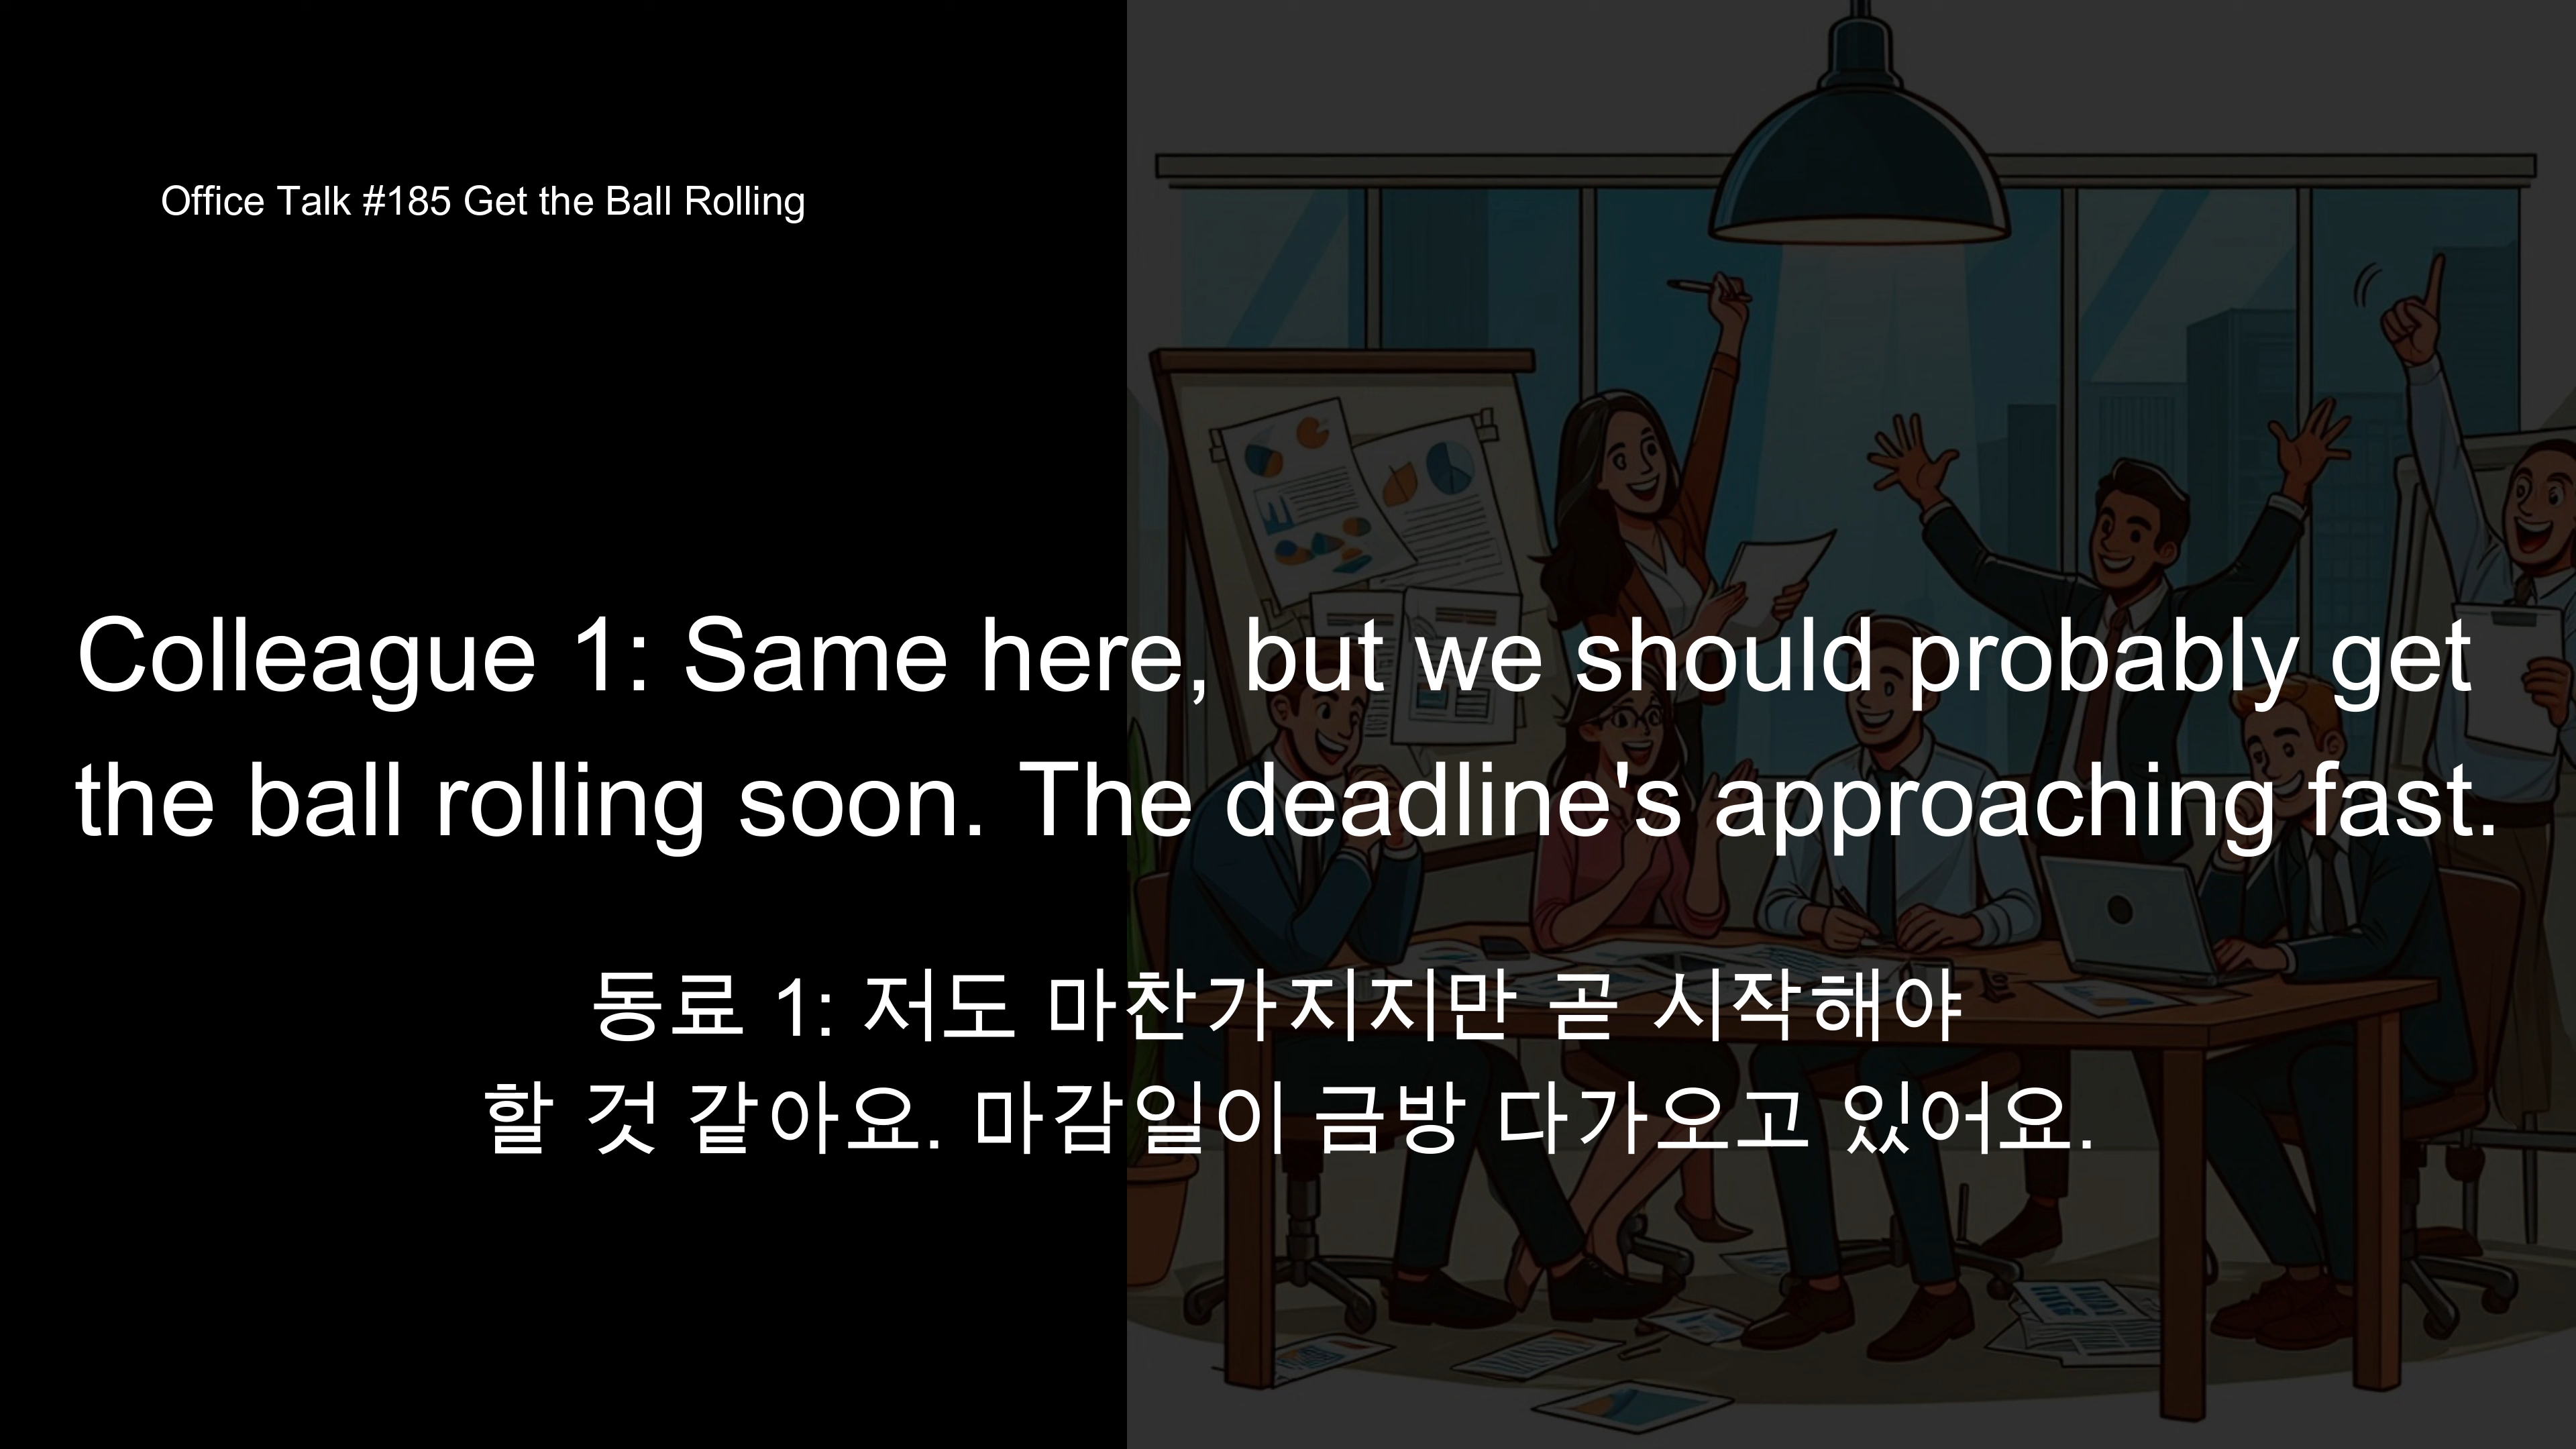 Office Talk #185 Get the Ball Rolling
Colleague 1: Same here, but we should probably get
the ball rolling soon. The deadline's approaching fast.
동료 1: 저도 마찬가지지만 곧 시작해야
할 것 같아요. 마감일이 금방 다가오고 있어요.